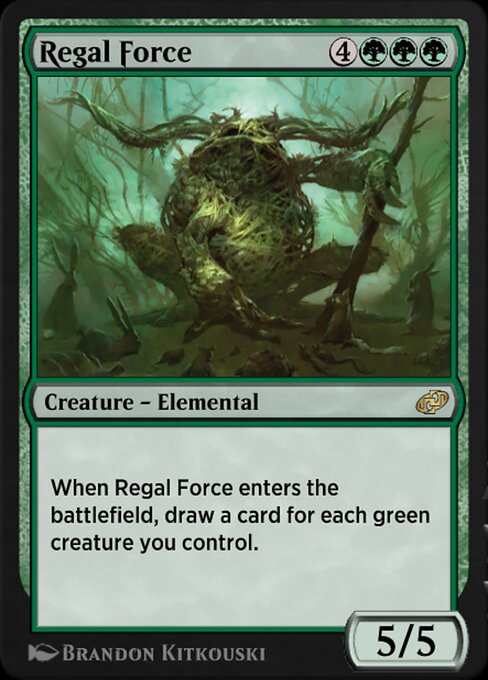 Regal Force 4
Creature – Elemental
When Regal Force enters the
battlefield, draw a card for each green
creature you control.
5/5
Brandon Kitkouski